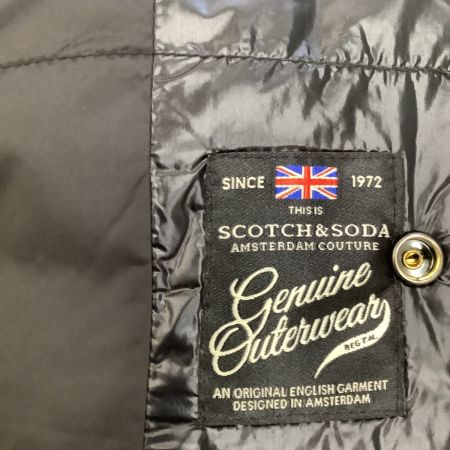 SINCE 1972
THIS IS
SCOTCH&SODA
AMSTERDAM COUTURE
Genuine
Outerwear
REG T.M.
AN ORIGINAL ENGLISH GARMENT
DESIGNED IN AMSTERDAM